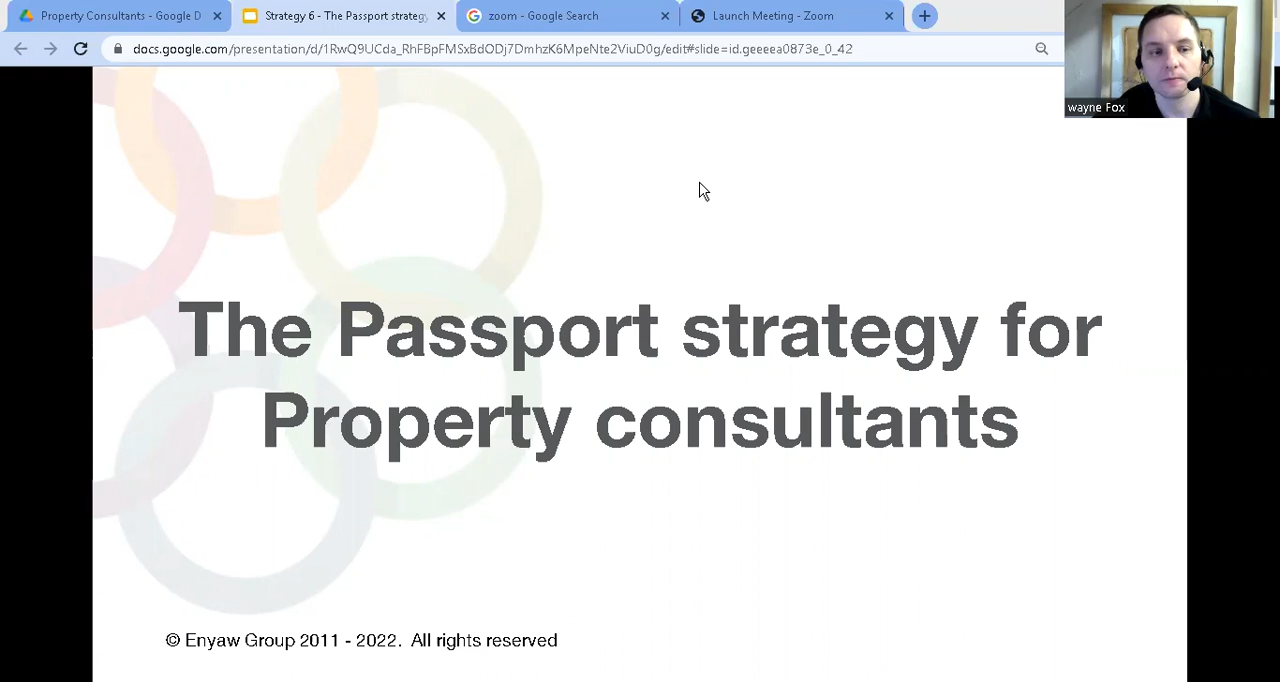 Property Consultants - Google D
Strategy 6 - The Passport strateg
zoom - Google Search
Launch Meeting - Zoom
docs.google.com/presentation/d/1RwQ9UCda_RhFBpFMSxBdODj7DmhzK6MpeNte2ViuD0g/edit#slide=id.geeeea0873e_0_42
wayne Fox
The Passport strategy for
Property consultants
© Enyaw Group 2011 - 2022. All rights reserved